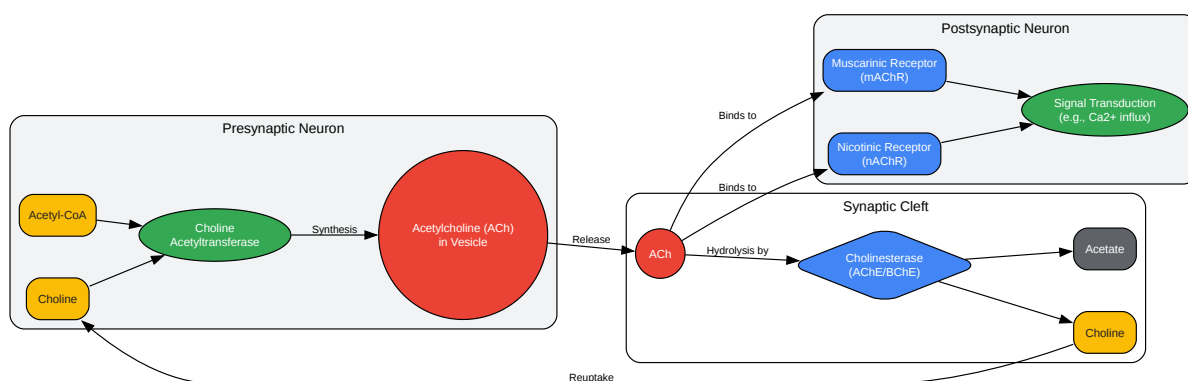 Postsynaptic Neuron
Muscarinic Receptor
(mAChR)
Signal Transduction
(e.g., Ca2+ influx)
Nicotinic Receptor
(nAChR)
Binds to
Binds to
Presynaptic Neuron
Acetyl-CoA
Choline
Choline
Acetyltransferase
Synthesis
Acetylcholine (ACh)
in Vesicle
Release
Synaptic Cleft
ACh
Hydrolysis by
Cholinesterase
(AChE/BChE)
Acetate
Choline
Reuptake